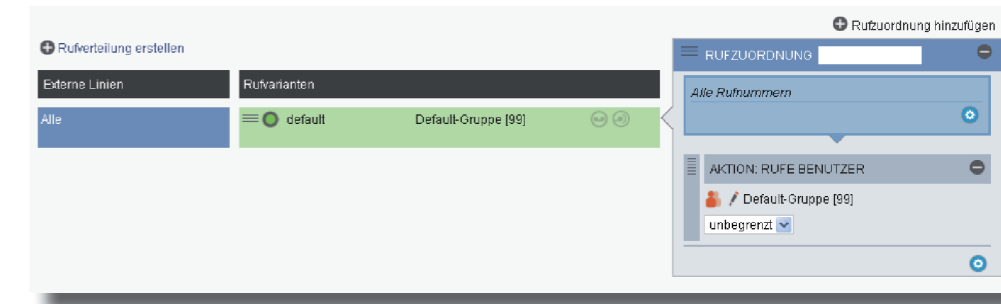 Rufzuordnung hinzufügen
Rufverteilung erstellen
RUFZUORDNUNG
Externe Linien
Rufvarianten
Alle Rufnummern
Alle
default
Default-Gruppe [99]
AKTION: RUFE BENUTZER
Default-Gruppe [99]
unbegrenzt